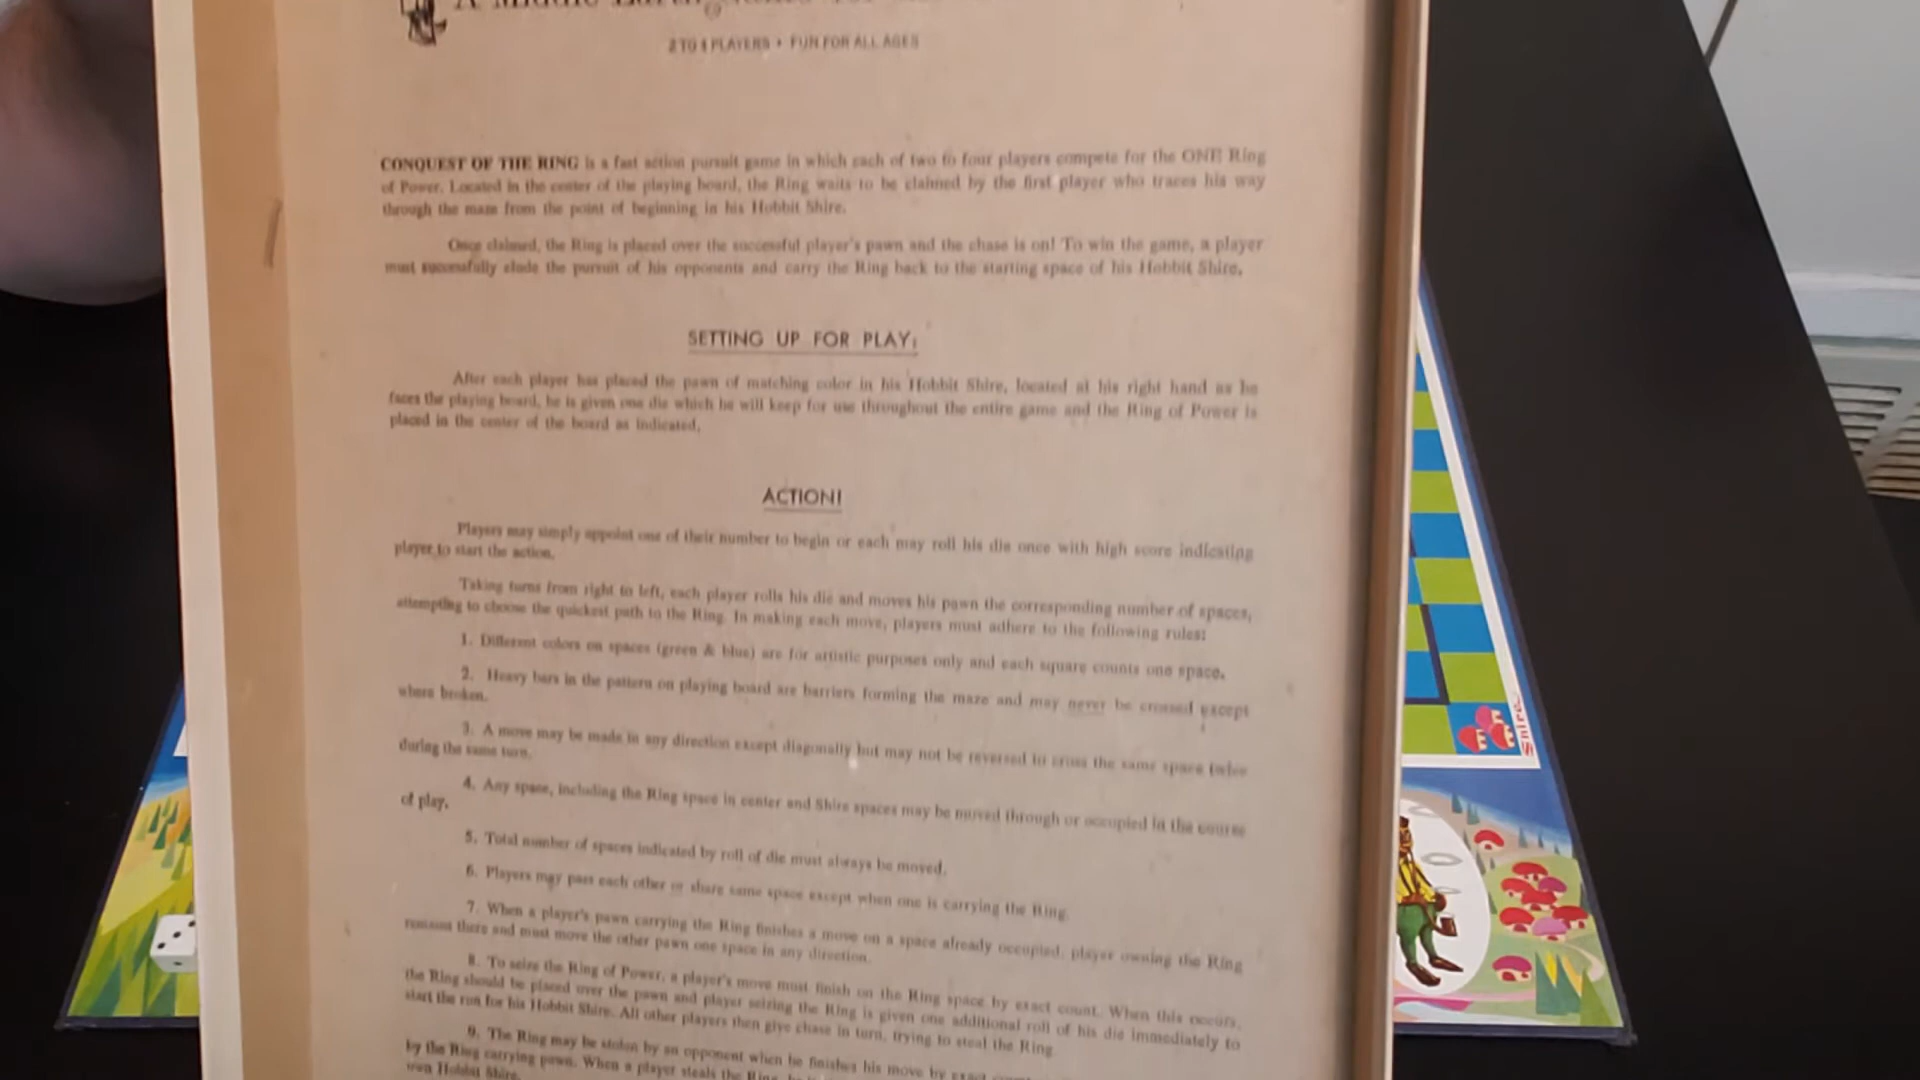 A Middle Earth
2 TO 4 PLAYERS • FUN FOR ALL AGES
CONQUEST OF THE RING is a fast action pursuit game in which each of two to four players compete for the ONE Ring
of Power. Located in the center of the playing board, the Ring waits to be claimed by the first player who traces his way
through the maze from the point of beginning in his Hobbit Shire.
Once claimed, the Ring is placed over the successful player's pawn and the chase is on! To win the game, a player
must successfully elude the pursuit of his opponents and carry the Ring back to the starting space of his Hobbit Shire.
SETTING UP FOR PLAY:
After each player has placed the pawn of matching color in his Hobbit Shire, located at his right hand as he
faces the playing board, he is given one die which he will keep for use throughout the entire game and the Ring of Power is
placed in the center of the board as indicated.
ACTION!
Players may simply appoint one of their number to begin or each may roll his die once with high score indicating
player to start the action.
Taking turns from right to left, each player rolls his die and moves his pawn the corresponding number of spaces,
attempting to choose the quickest path to the Ring. In making each move, players must adhere to the following rules:
1. Different colors on spaces (green & blue) are for artistic purposes only and each square counts one space.
2. Heavy bars in the pattern on playing board are barriers forming the maze and may never be crossed except
where broken.
3. A move may be made in any direction except diagonally but may not be reversed to cross the same space twice
during the same turn.
4. Any space, including the Ring space in center and Shire spaces may be moved through or occupied in the course
of play.
5. Total number of spaces indicated by roll of die must always be moved.
6. Players may pass each other or share same space except when one is carrying the Ring.
7. When a player's pawn carrying the Ring finishes a move on a space already occupied, player owning the Ring
remains there and must move the other pawn one space in any direction.
8. To seize the Ring of Power, a player's move must finish on the Ring space by exact count. When this occurs,
the Ring should be placed over the pawn and player seizing the Ring is given one additional roll of his die immediately to
start the run for his Hobbit Shire. All other players then give chase in turn, trying to steal the Ring.
9. The Ring may be stolen by an opponent when he finishes his move by exact
by the Ring carrying pawn. When a player steals the Ring, he
own Hobbit Shire.
Shire